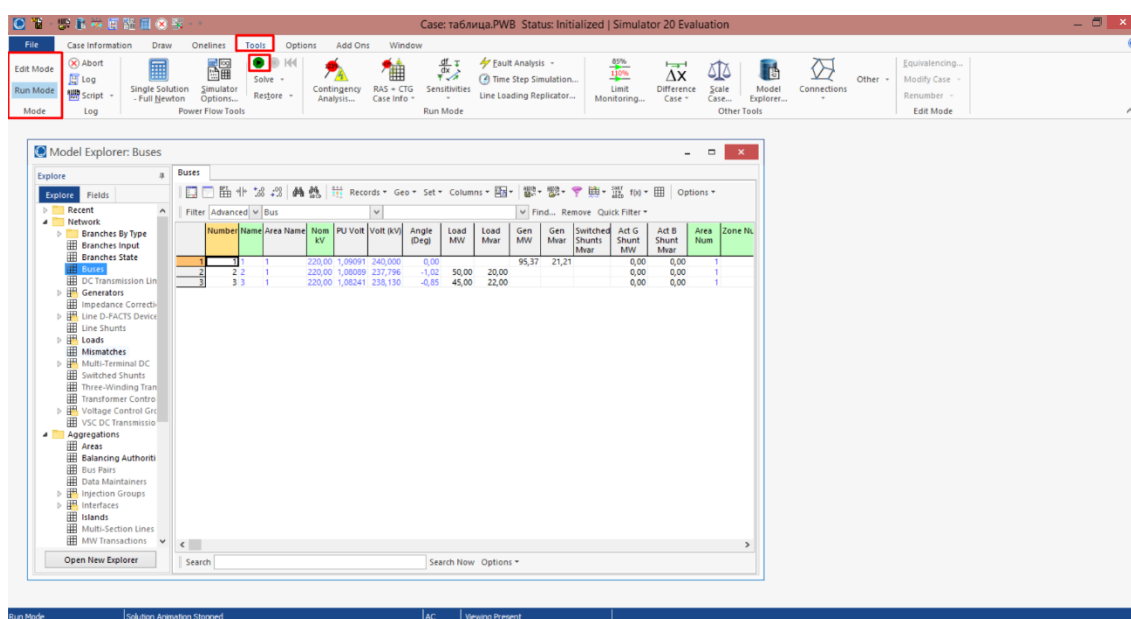 Case: таблица.PWB Status: Initialized | Simulator 20 Evaluation
File Case Information Draw Onelines Tools Options Add Ons Window
Edit Mode
Run Mode
Mode
Abort
Log
Script
Log
Single Solution - Full Newton
Simulator Options...
Solve
Restore
Power Flow Tools
Contingency Analysis...
RAS + CTG Case Info
Sensitivities
Fault Analysis
Time Step Simulation...
Line Loading Replicator...
Run Mode
Limit Monitoring...
Difference Case
Scale Case...
Model Explorer...
Connections
Other
Other Tools
Equivalencing...
Modify Case
Renumber
Edit Mode
Model Explorer: Buses
Explore
Explore Fields
Recent
Network
Branches By Type
Branches Input
Branches State
Buses
DC Transmission Lin
Generators
Impedance Correcti
Line D-FACTS Device
Line Shunts
Loads
Mismatches
Multi-Terminal DC
Switched Shunts
Three-Winding Tran
Transformer Contro
Voltage Control Gro
VSC DC Transmissio
Aggregations
Areas
Balancing Authoriti
Bus Pairs
Data Maintainers
Injection Groups
Interfaces
Islands
Multi-Section Lines
MW Transactions
Open New Explorer
Buses
Records Geo Set Columns f(x) Options
Filter Advanced Bus Find... Remove Quick Filter
Number Name Area Name Nom kV PU Volt Volt (kV) Angle (Deg) Load MW Load Mvar Gen MW Gen Mvar Switched Shunts Mvar Act G Shunt MW Act B Shunt Mvar Area Num Zone Nu
1 1 1 1 220,00 1,09091 240,000 0,00 95,37 21,21 0,00 0,00 1
2 2 2 1 220,00 1,08089 237,796 -1,02 50,00 20,00 0,00 0,00 1
3 3 3 1 220,00 1,08241 238,130 -0,85 45,00 22,00 0,00 0,00 1
Search Search Now Options
Run Mode Solution Animation Stopped AC Viewing Present